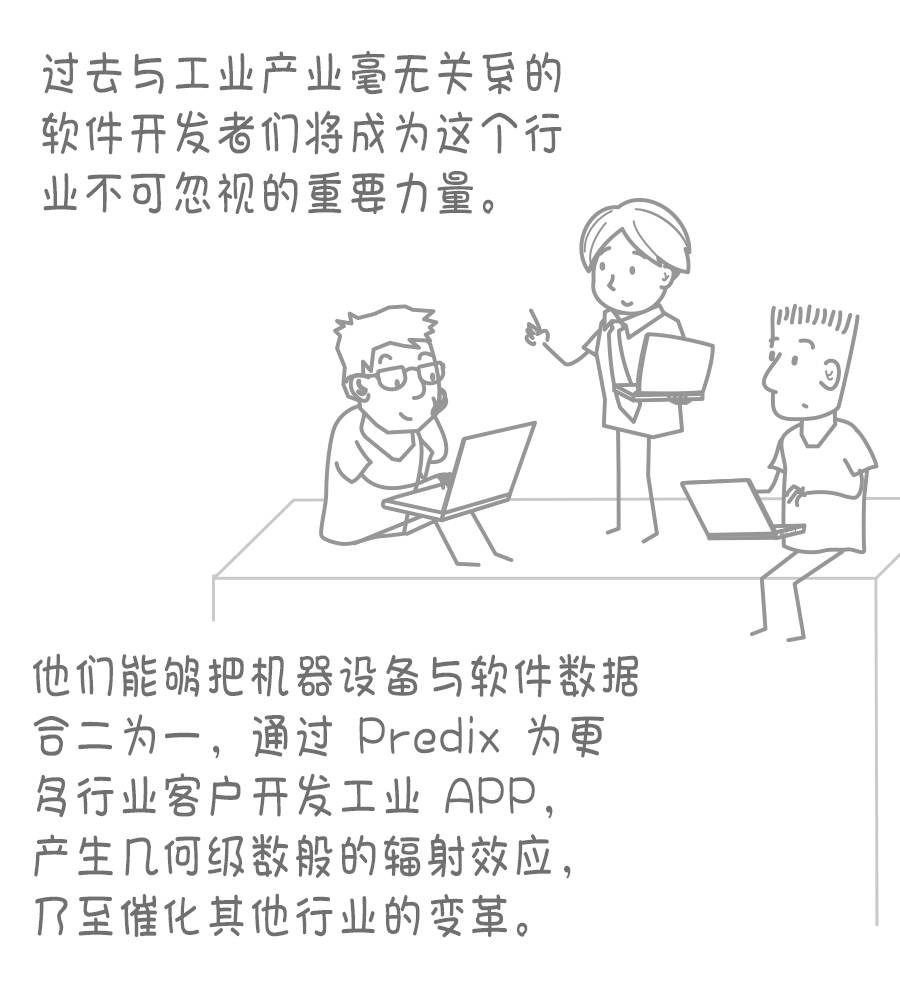 过去与工业产业毫无关系的
软件开发者们将成为这个行
业不可忽视的重要力量。
他们能够把机器设备与软件数据
合二为一，通过 Predix 为更
多行业客户开发工业 APP，
产生几何级数般的辐射效应，
乃至催化其他行业的变革。